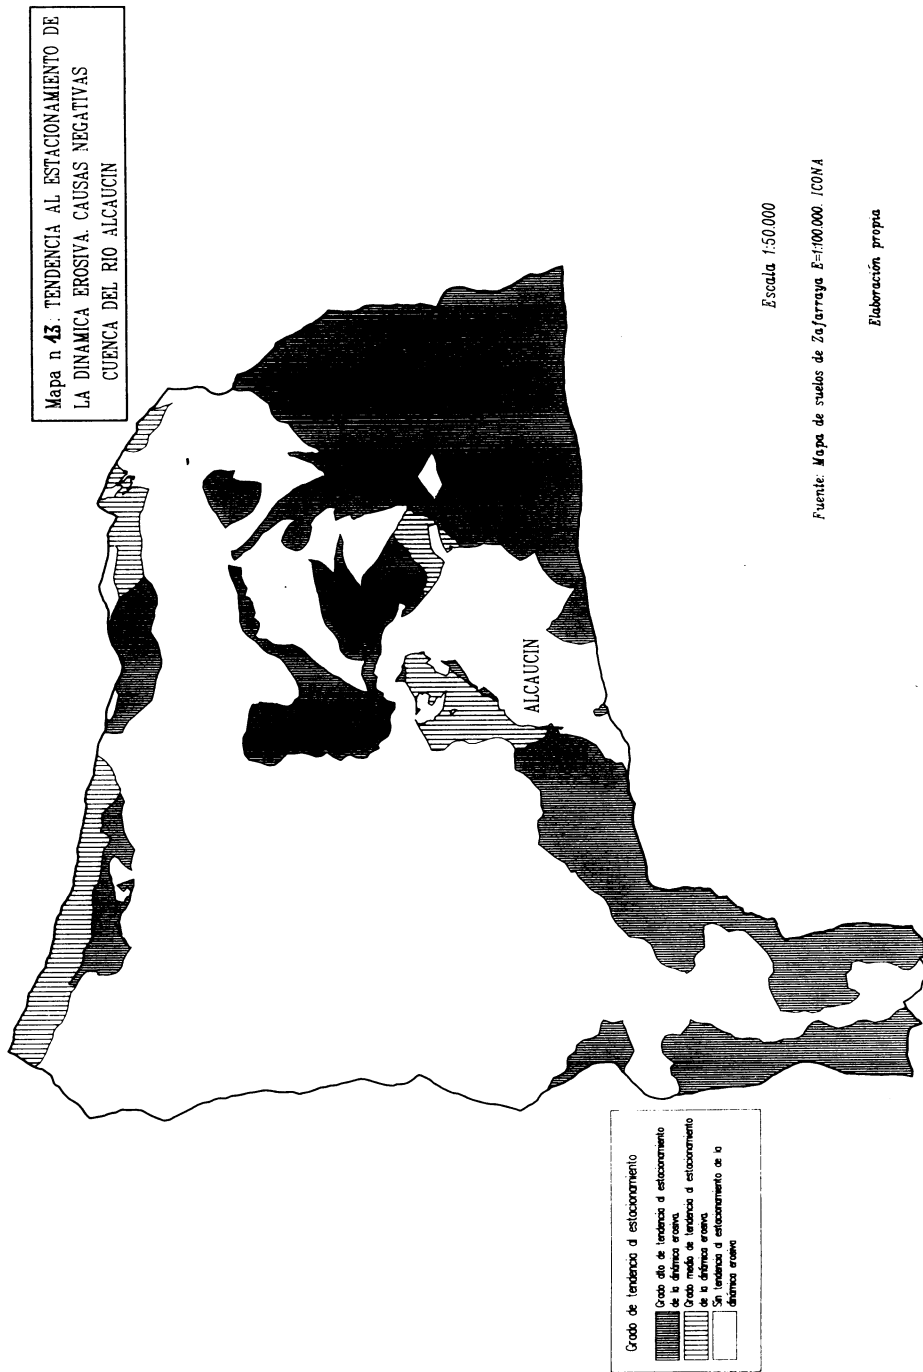 Mapa n 13: TENDENCIA AL ESTACIONAMIENTO DE
LA DINAMICA EROSIVA. CAUSAS NEGATIVAS
CUENCA DEL RIO ALCAUCIN
ALCAUCIN
Escala 1:50.000
Fuente: Mapa de suelos de Zafarraya E=1:100.000. ICONA
Elaboración propia
Grado de tendencia al estacionamiento
Grado alto de tendencia al estacionamiento
de la dinámica erosiva.
Grado medio de tendencia al estacionamiento
de la dinámica erosiva.
Sin tendencia al estacionamiento de la
dinámica erosiva